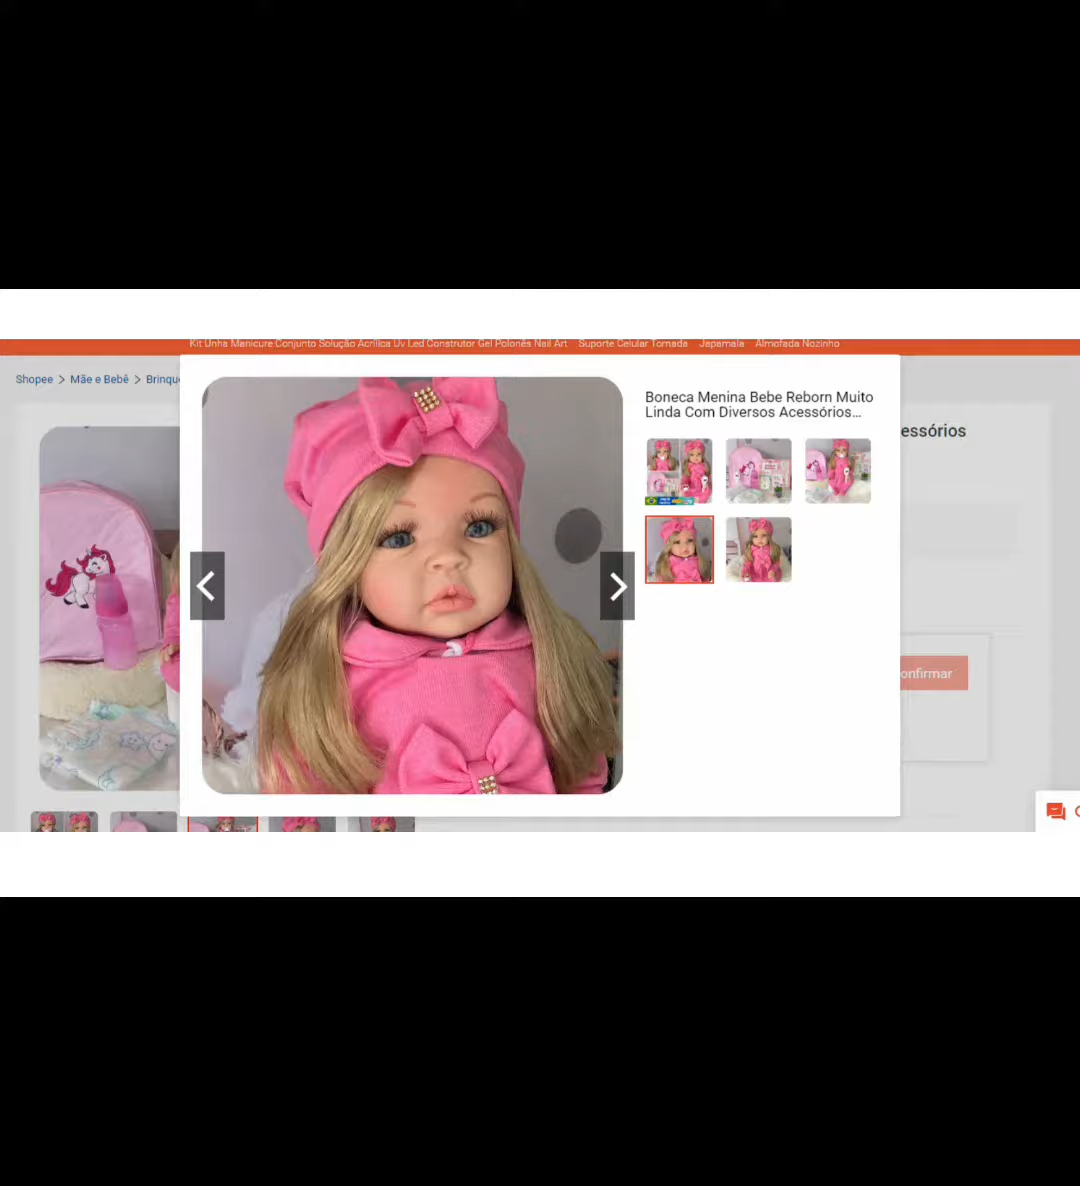 Kit Unha Manicure Conjunto Solução Acrílica Uv Led Construtor Gel Polonês Nail Art Suporte Celular Tomada Japamala Almofada Nozinho
Shopee > Mãe e Bebê > Brinqu
Boneca Menina Bebe Reborn Muito
Linda Com Diversos Acessórios...
essórios
onfirmar